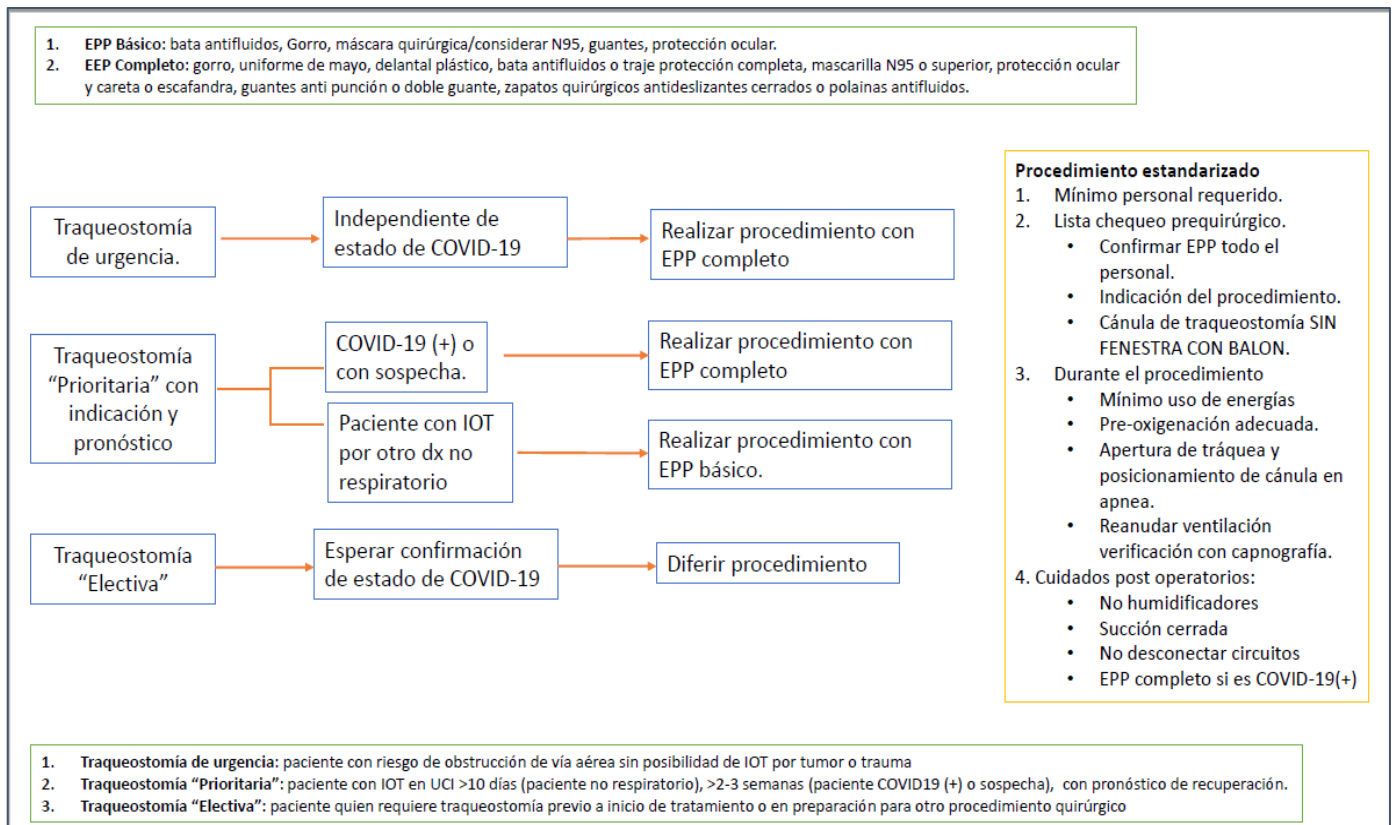 1. EPP Básico: bata antifluidos, Gorro, máscara quirúrgica/considerar N95, guantes, protección ocular.
2. EEP Completo: gorro, uniforme de mayo, delantal plástico, bata antifluidos o traje protección completa, mascarilla N95 o superior, protección ocular
y careta o escafandra, guantes anti punción o doble guante, zapatos quirúrgicos antideslizantes cerrados o polainas antifluidos.
Traqueostomía
de urgencia.
Independiente de
estado de COVID-19
Realizar procedimiento con
EPP completo
Traqueostomía
“Prioritaria” con
indicación y
pronóstico
COVID-19 (+) o
con sospecha.
Realizar procedimiento con
EPP completo
Paciente con IOT
por otro dx no
respiratorio
Realizar procedimiento con
EPP básico.
Traqueostomía
“Electiva”
Esperar confirmación
de estado de COVID-19
Diferir procedimiento
Procedimiento estandarizado
1. Mínimo personal requerido.
2. Lista chequeo prequirúrgico.
• Confirmar EPP todo el
personal.
• Indicación del procedimiento.
• Cánula de traqueostomía SIN
FENESTRA CON BALON.
3. Durante el procedimiento
• Mínimo uso de energías
• Pre-oxigenación adecuada.
• Apertura de tráquea y
posicionamiento de cánula en
apnea.
• Reanudar ventilación
verificación con capnografía.
4. Cuidados post operatorios:
• No humidificadores
• Succión cerrada
• No desconectar circuitos
• EPP completo si es COVID-19(+)
1. Traqueostomía de urgencia: paciente con riesgo de obstrucción de vía aérea sin posibilidad de IOT por tumor o trauma
2. Traqueostomía “Prioritaria”: paciente con IOT en UCI >10 días (paciente no respiratorio), >2-3 semanas (paciente COVID19 (+) o sospecha), con pronóstico de recuperación.
3. Traqueostomía “Electiva”: paciente quien requiere traqueostomía previo a inicio de tratamiento o en preparación para otro procedimiento quirúrgico